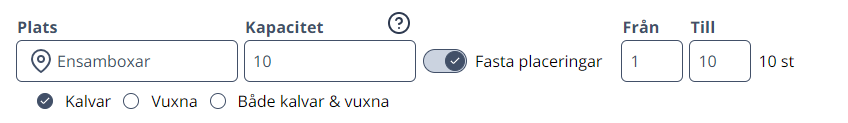 Plats Kapacitet ? Från Till
Ensamboxar 10 Fasta placeringar 1 10 10 st
Kalvar Vuxna Både kalvar & vuxna